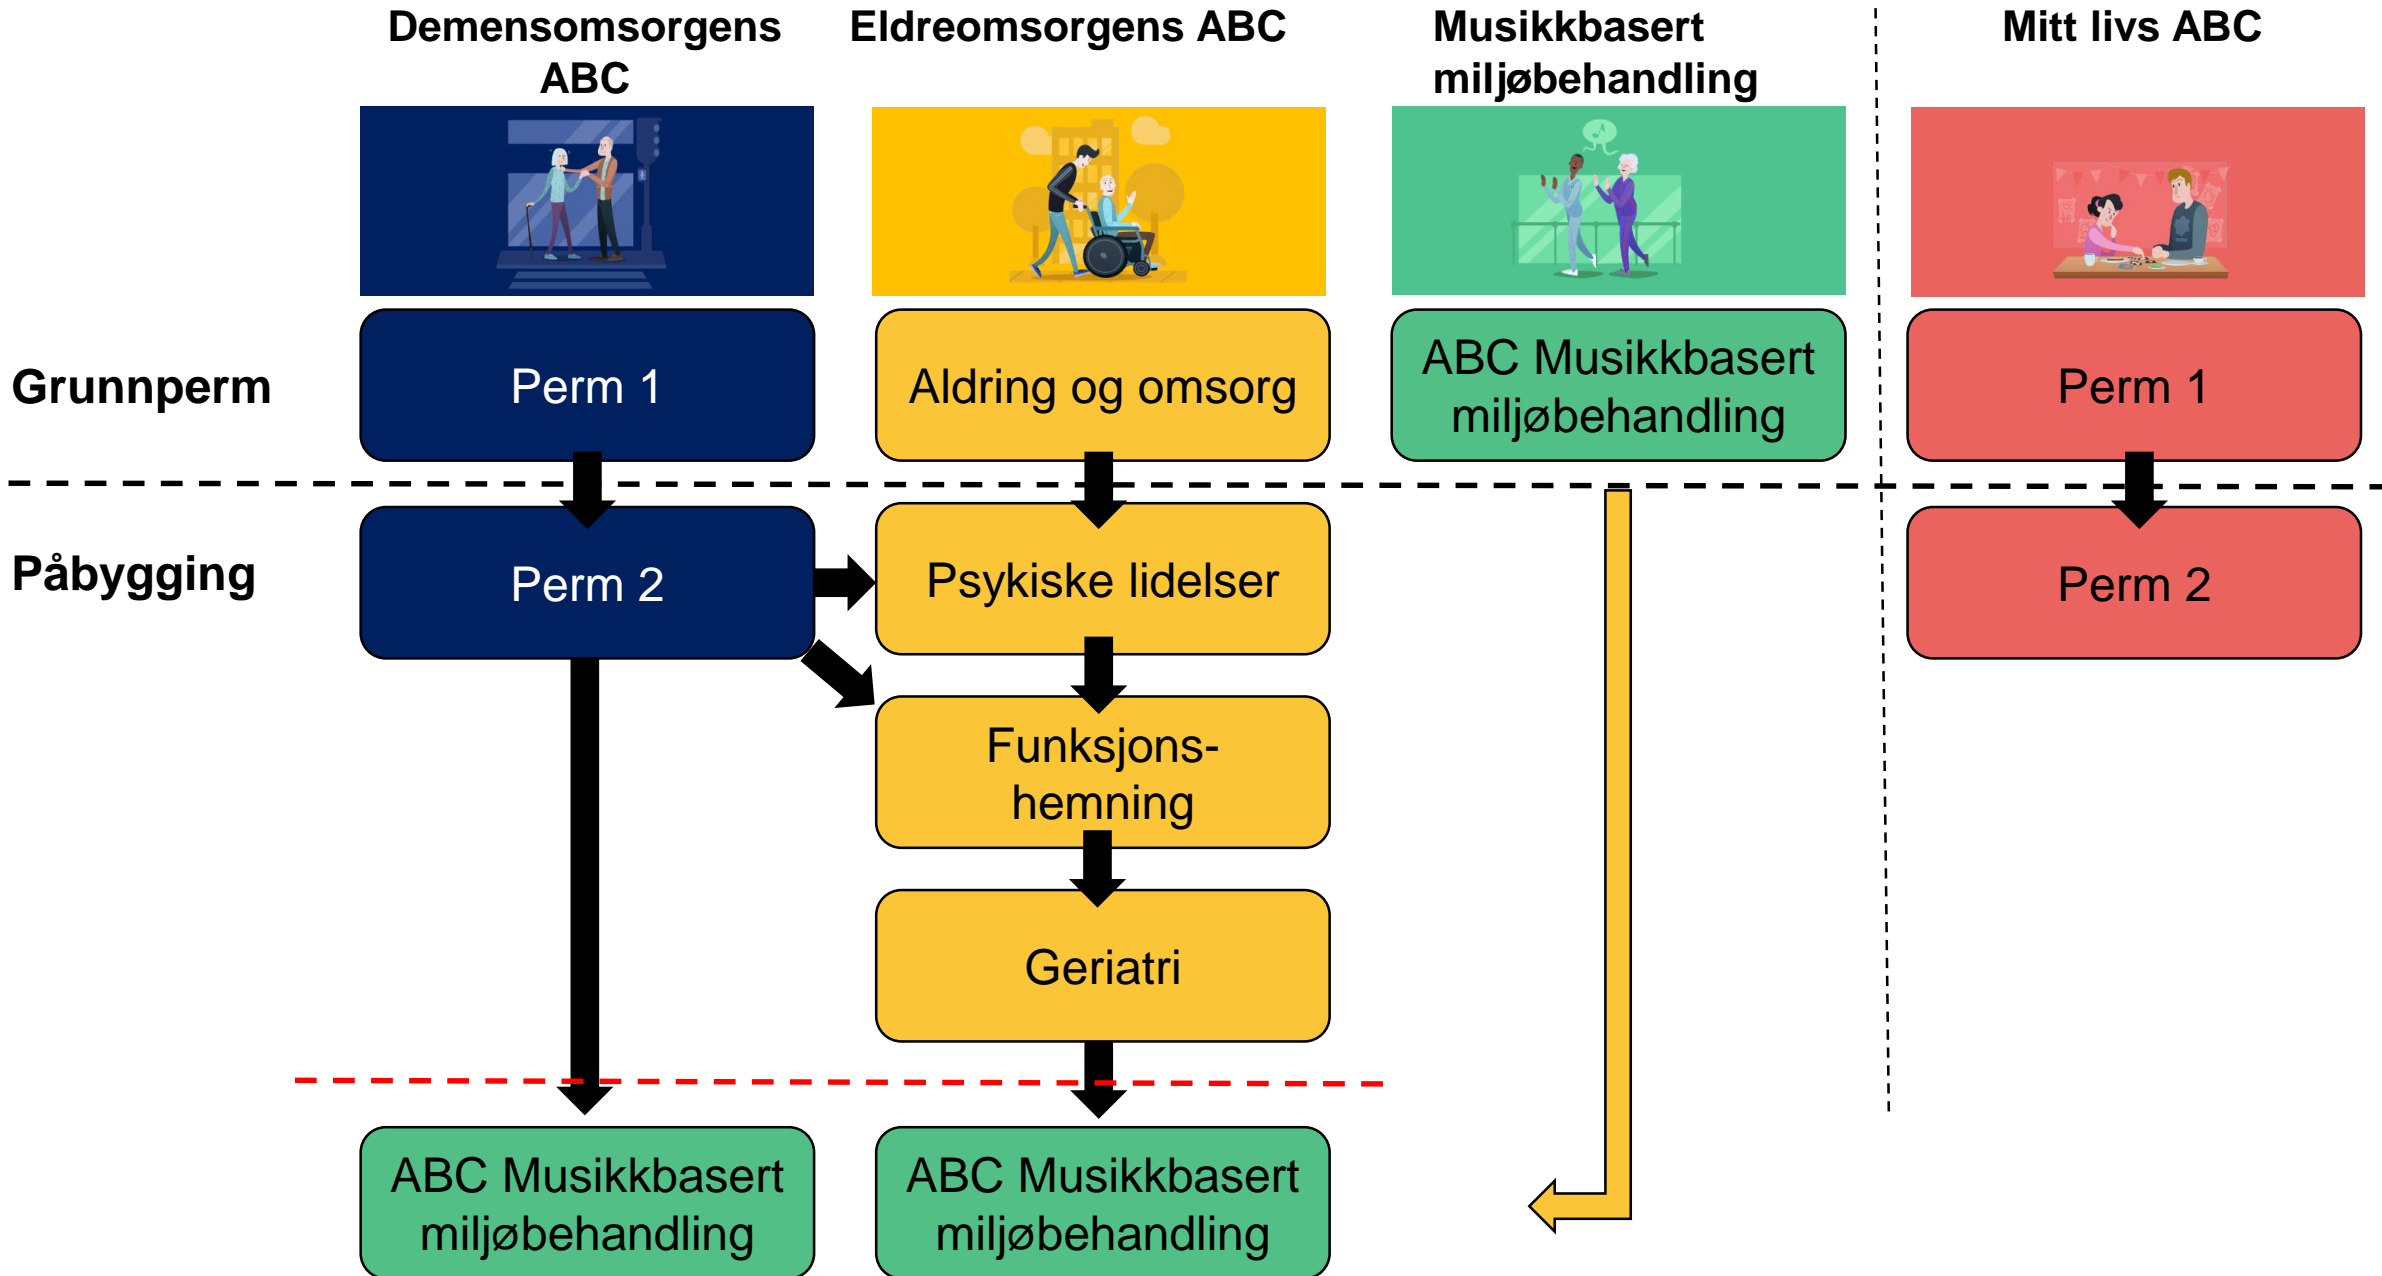 Demensomsorgens
ABC
Eldreomsorgens ABC
Musikkbasert
miljøbehandling
Mitt livs ABC
Grunnperm
Perm 1
Aldring og omsorg
ABC Musikkbasert
miljøbehandling
Perm 1
Påbygging
Perm 2
Psykiske lidelser
Perm 2
Funksjons-
hemning
Geriatri
ABC Musikkbasert
miljøbehandling
ABC Musikkbasert
miljøbehandling